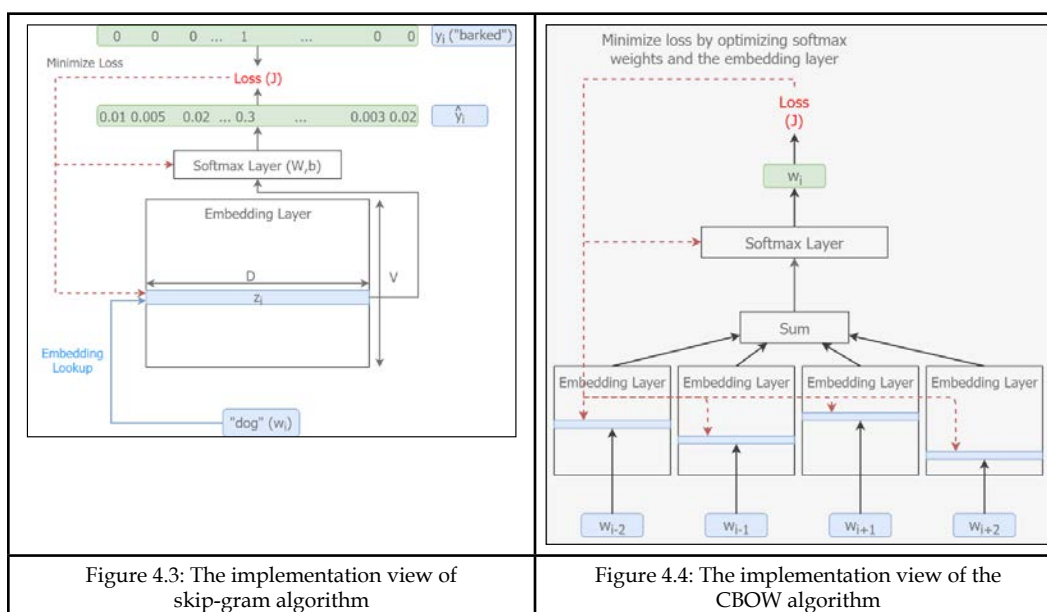 0 0 0 ... 1 ... 0 0 yᵢ ("barked")
Minimize Loss
Loss (J)
0.01 0.005 0.02 ... 0.3 ... 0.003 0.02 ŷᵢ
Softmax Layer (W,b)
Embedding Layer
D
V
zᵢ
Embedding
Lookup
"dog" (wᵢ)
Figure 4.3: The implementation view of
skip-gram algorithm
Minimize loss by optimizing softmax
weights and the embedding layer
Loss
(J)
wᵢ
Softmax Layer
Sum
Embedding Layer Embedding Layer Embedding Layer Embedding Layer
wᵢ₋₂ wᵢ₋₁ wᵢ₊₁ wᵢ₊₂
Figure 4.4: The implementation view of the
CBOW algorithm